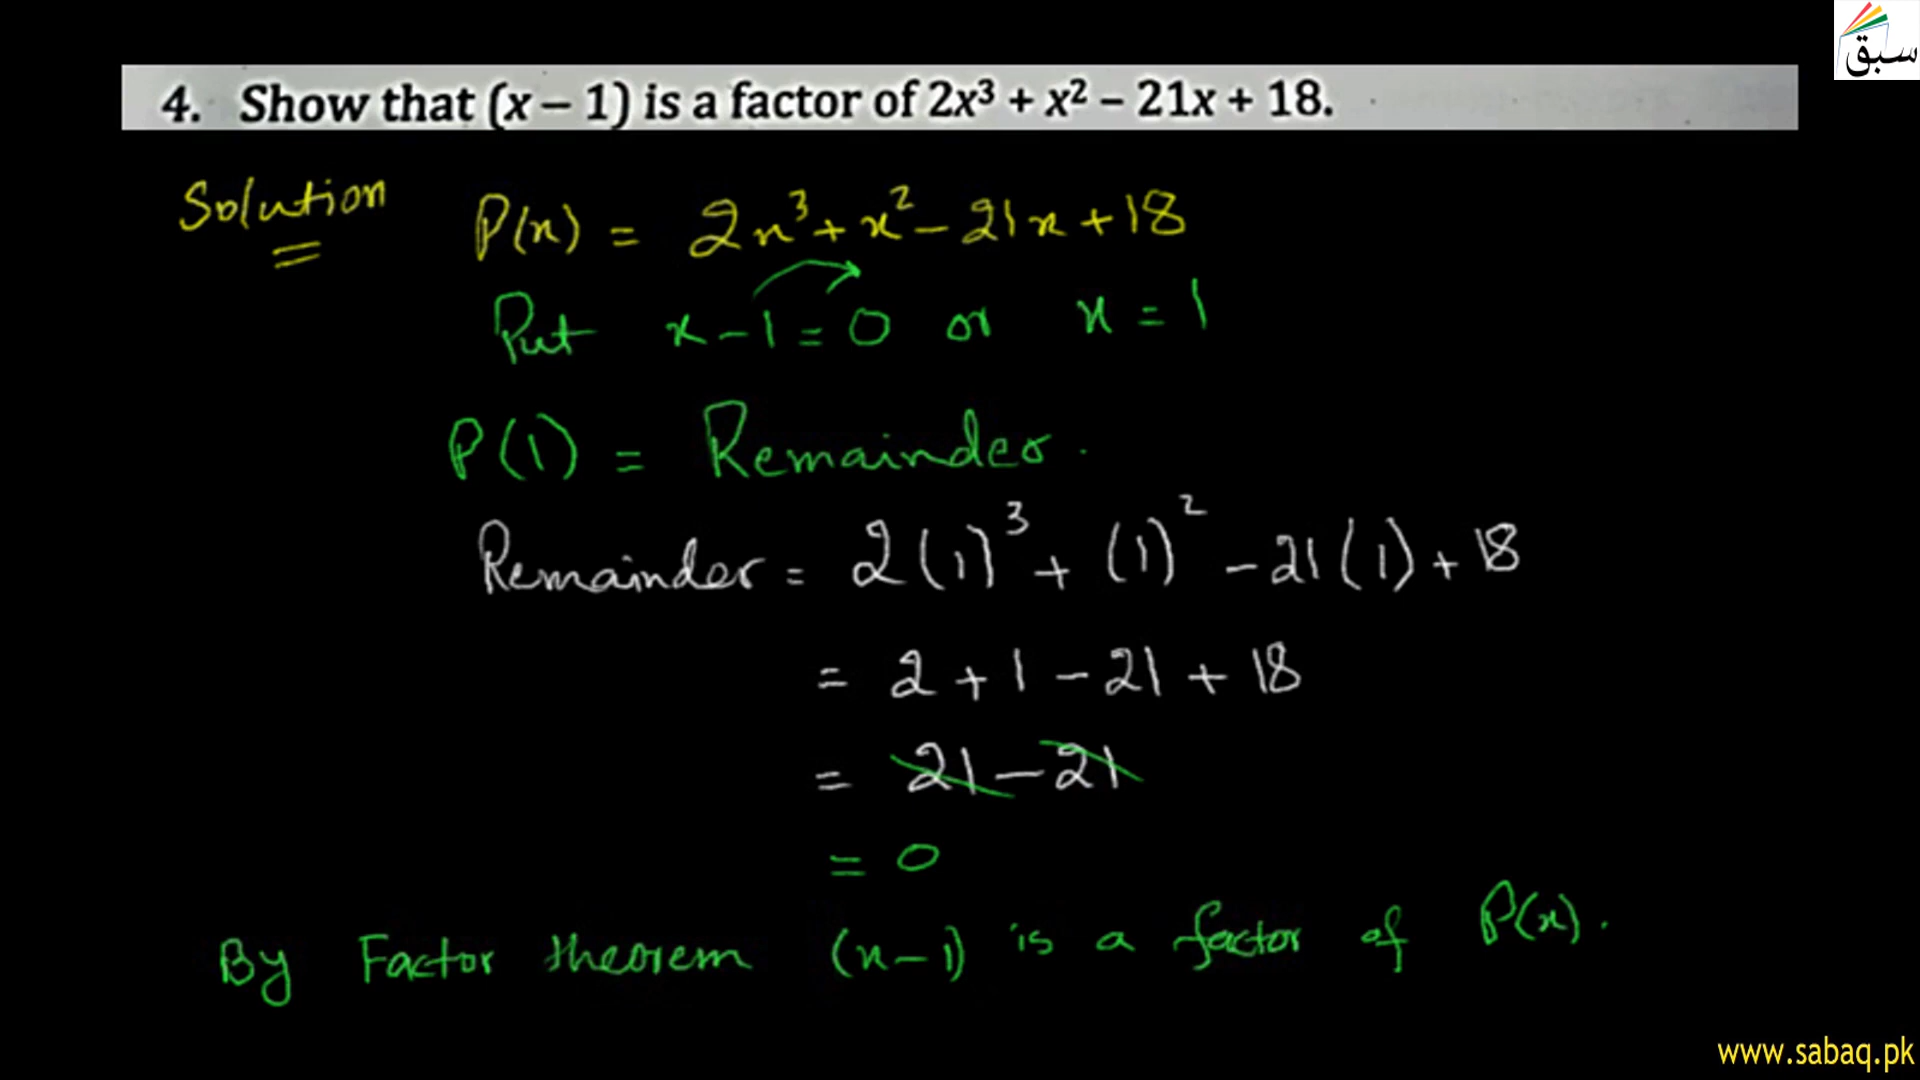 سبق
4. Show that (x – 1) is a factor of 2x³ + x² – 21x + 18.
Solution P(x) = 2x³ + x² – 21x + 18
Put x – 1 = 0 or x = 1
P(1) = Remainder.
Remainder = 2(1)³ + (1)² – 21(1) + 18
= 2 + 1 – 21 + 18
= 21 – 21
= 0
By Factor theorem (x – 1) is a factor of P(x).
www.sabaq.pk